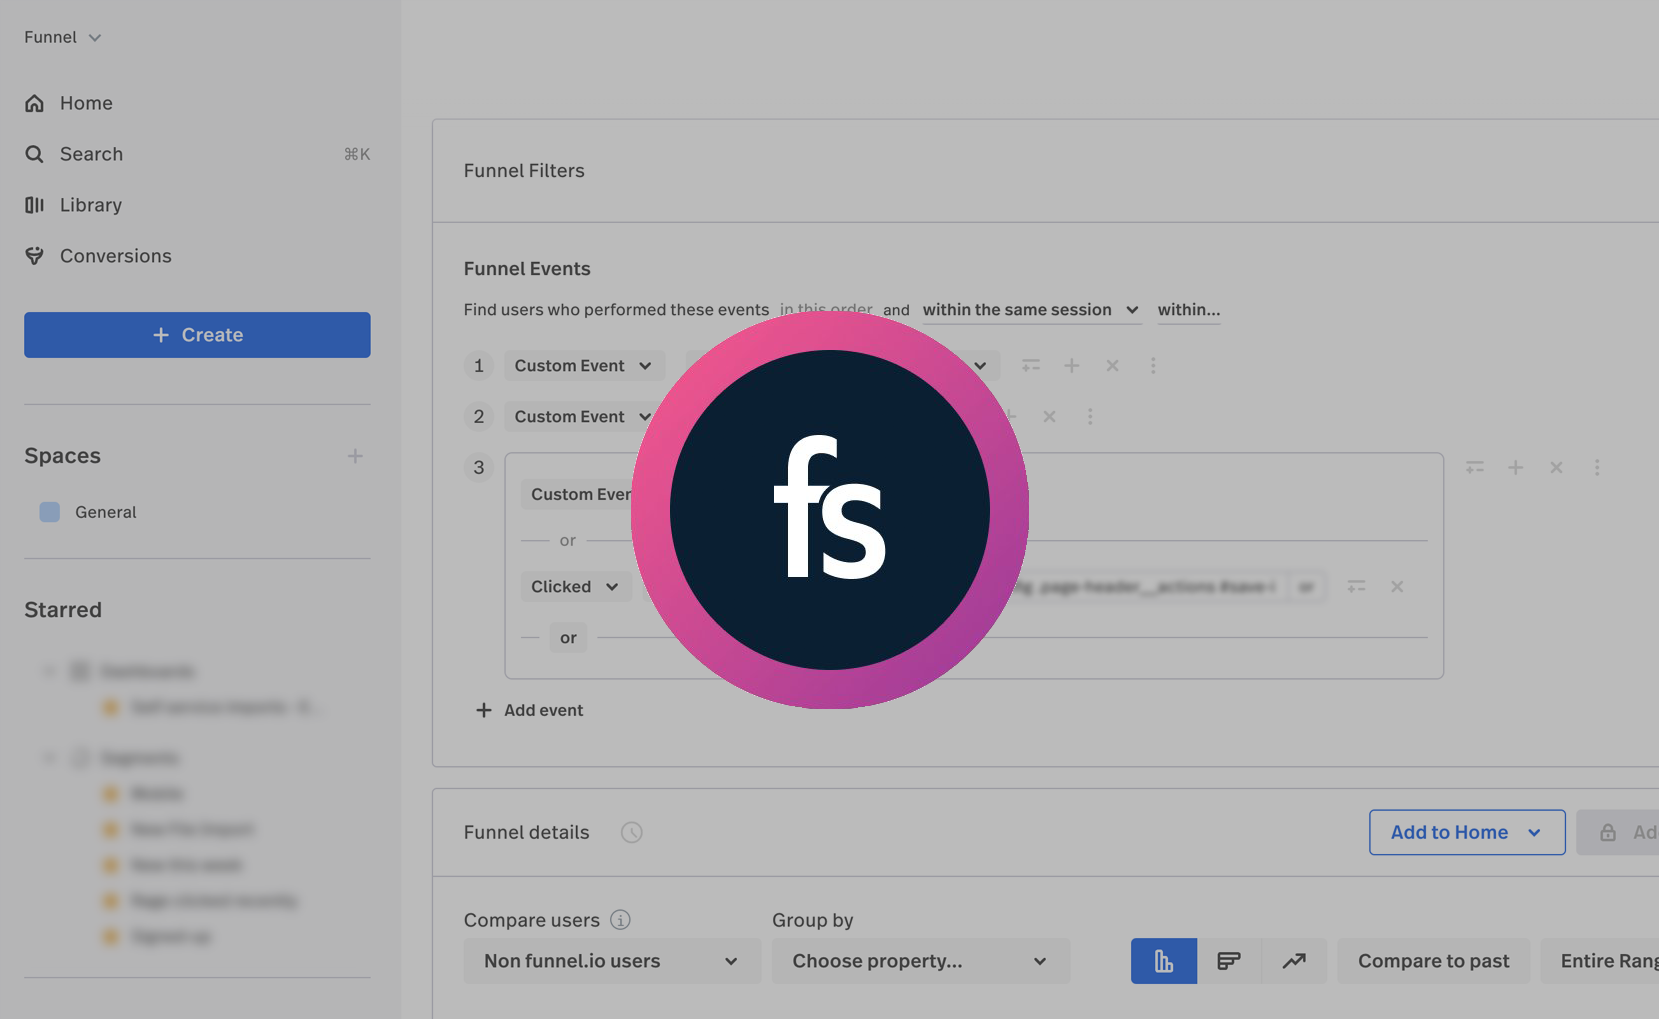 Funnel
Home
Search ⌘K
Library
Conversions
+ Create
Spaces +
General
Starred
Funnel Filters
Funnel Events
Find users who performed these events in this order and within the same session within...
1 Custom Event
2 Custom Event
3
Custom Even
or
Clicked
or
or
+ Add event
fs
Funnel details
Add to Home
Ad
Compare users
Group by
Non funnel.io users
Choose property...
Compare to past
Entire Rang